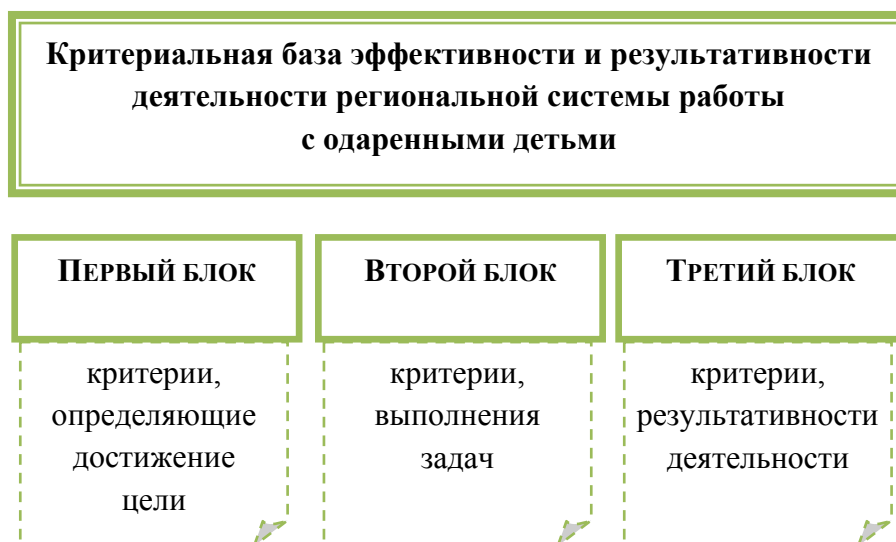 Критериальная база эффективности и результативности
деятельности региональной системы работы
с одаренными детьми
ПЕРВЫЙ БЛОК
критерии,
определяющие
достижение
цели
ВТОРОЙ БЛОК
критерии,
выполнения
задач
ТРЕТИЙ БЛОК
критерии,
результативности
деятельности